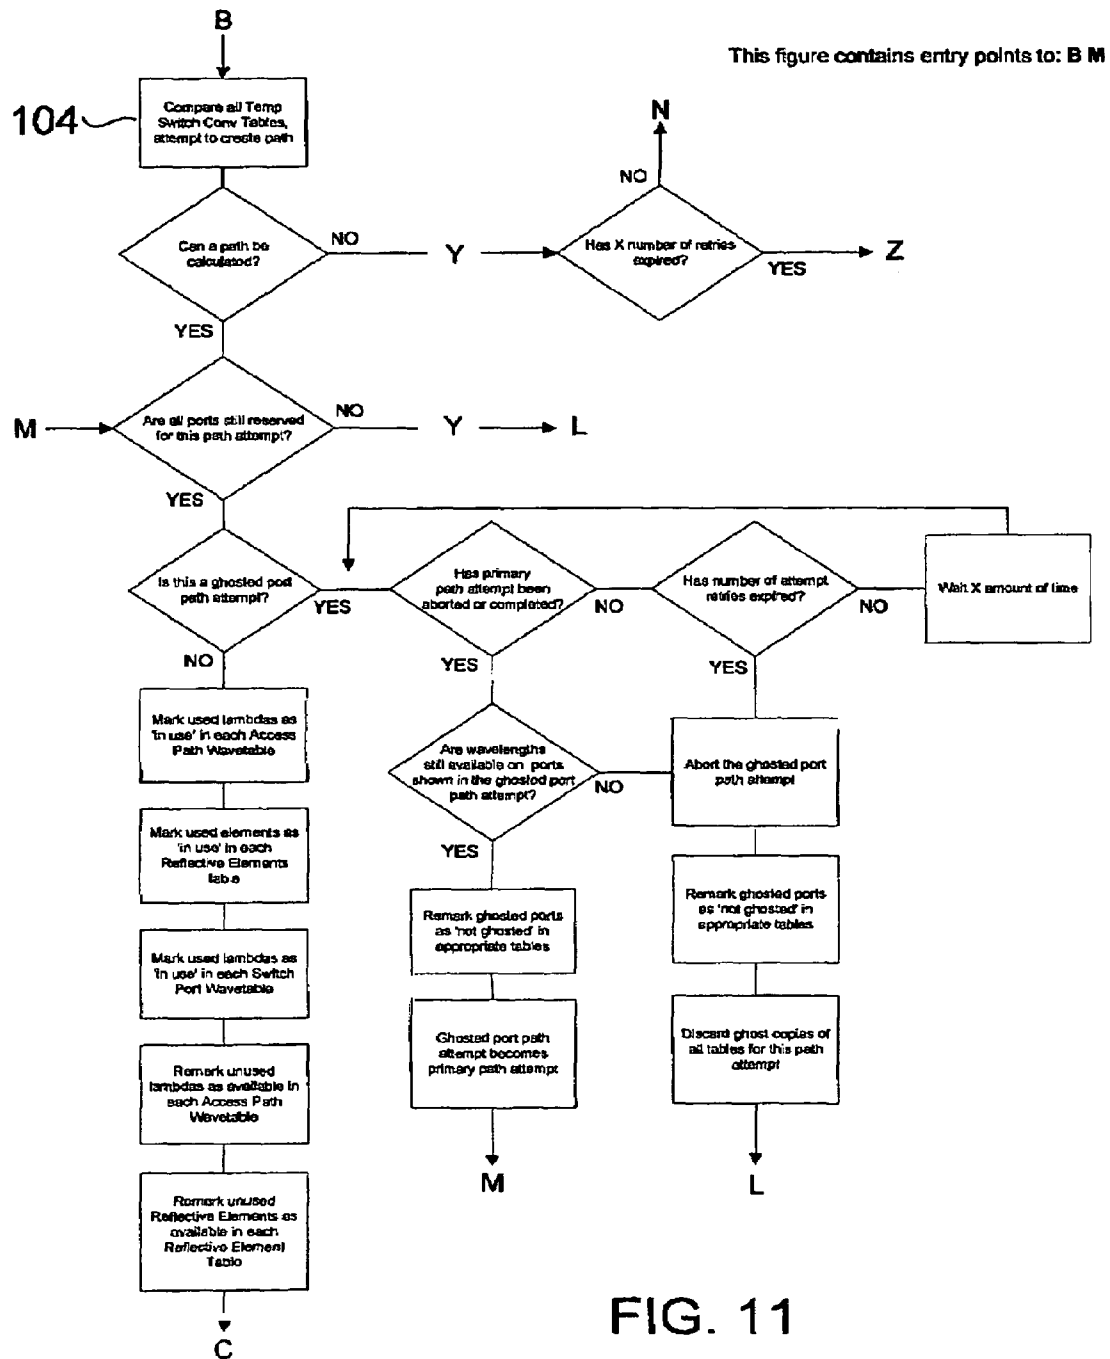 B
This figure contains entry points to: B M
104
Compare all Temp
Switch Conv Tables,
attempt to create path
N
NO
Can a path be
calculated?
NO
Y
Has X number of retries
expired?
YES
Z
YES
M
Are all ports still reserved
for this path attempt?
NO
Y
L
YES
Is this a ghosted port
path attempt?
YES
Has primary
path attempt been
aborted or completed?
NO
Has number of attempt
retries expired?
NO
Wait X amount of time
NO
YES
YES
Mark used lambdas as
'in use' in each Access
Path Wavetable
Are wavelengths
still available on ports
shown in the ghosted port
path attempt?
NO
Abort the ghosted port
path attempt
Mark used elements as
'in use' in each
Reflective Elements
table
YES
Remark ghosted ports
as 'not ghosted' in
appropriate tables
Remark ghosted ports
as 'not ghosted' in
appropriate tables
Mark used lambdas as
'in use' in each Switch
Port Wavetable
Ghosted port path
attempt becomes
primary path attempt
Discard ghost copies of
all tables for this path
attempt
Remark unused
lambdas as available in
each Access Path
Wavetable
M
L
Remark unused
Reflective Elements as
available in each
Reflective Element
Table
C
FIG. 11